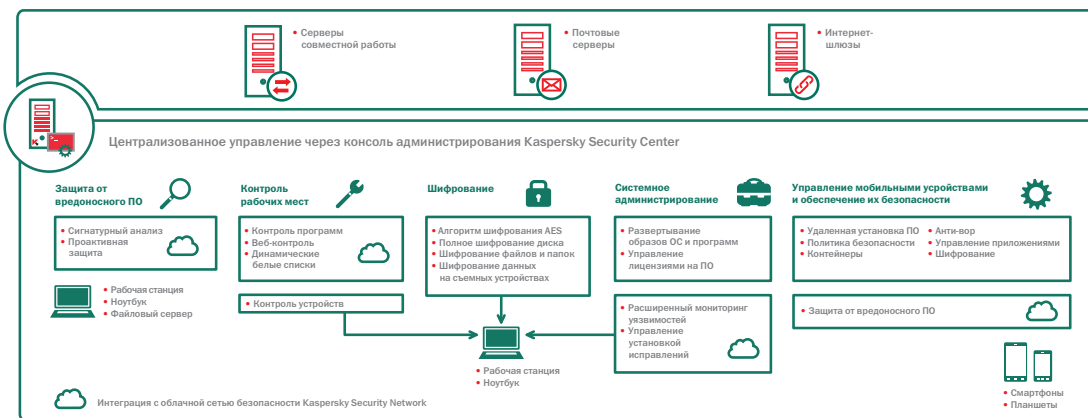 • Серверы
совместной работы
• Почтовые
серверы
• Интернет-
шлюзы
Централизованное управление через консоль администрирования Kaspersky Security Center
Защита от
вредоносного ПО
• Сигнатурный анализ
• Проактивная
защита
• Рабочая станция
• Ноутбук
• Файловый сервер
Контроль
рабочих мест
• Контроль программ
• Веб-контроль
• Динамические
белые списки
• Контроль устройств
Шифрование
• Алгоритм шифрования AES
• Полное шифрование диска
• Шифрование файлов и папок
• Шифрование данных
на съемных устройствах
• Рабочая станция
• Ноутбук
Системное
администрирование
• Развертывание
образов ОС и программ
• Управление
лицензиями на ПО
• Расширенный мониторинг
уязвимостей
• Управление
установкой
исправлений
Управление мобильными устройствами
и обеспечение их безопасности
• Удаленная установка ПО
• Политика безопасности
• Контейнеры
• Анти-вор
• Управление приложениями
• Шифрование
• Защита от вредоносного ПО
• Смартфоны
• Планшеты
Интеграция с облачной сетью безопасности Kaspersky Security Network